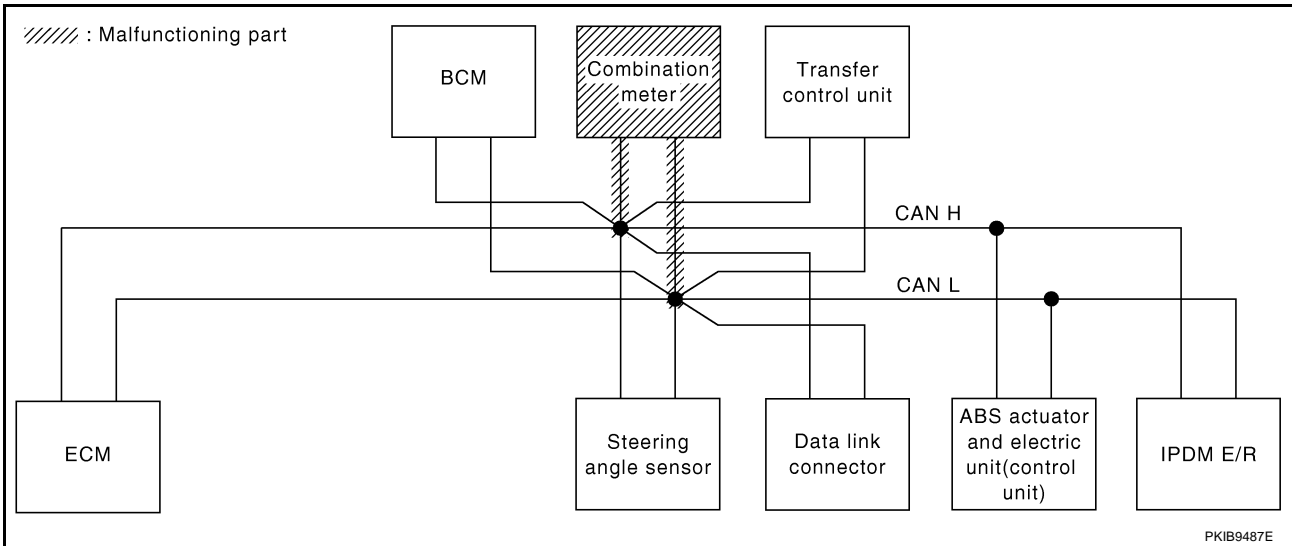 : Malfunctioning part
BCM
Combination
meter
Transfer
control unit
CAN H
CAN L
ECM
Steering
angle sensor
Data link
connector
ABS actuator
and electric
unit(control
unit)
IPDM E/R
PKIB9487E